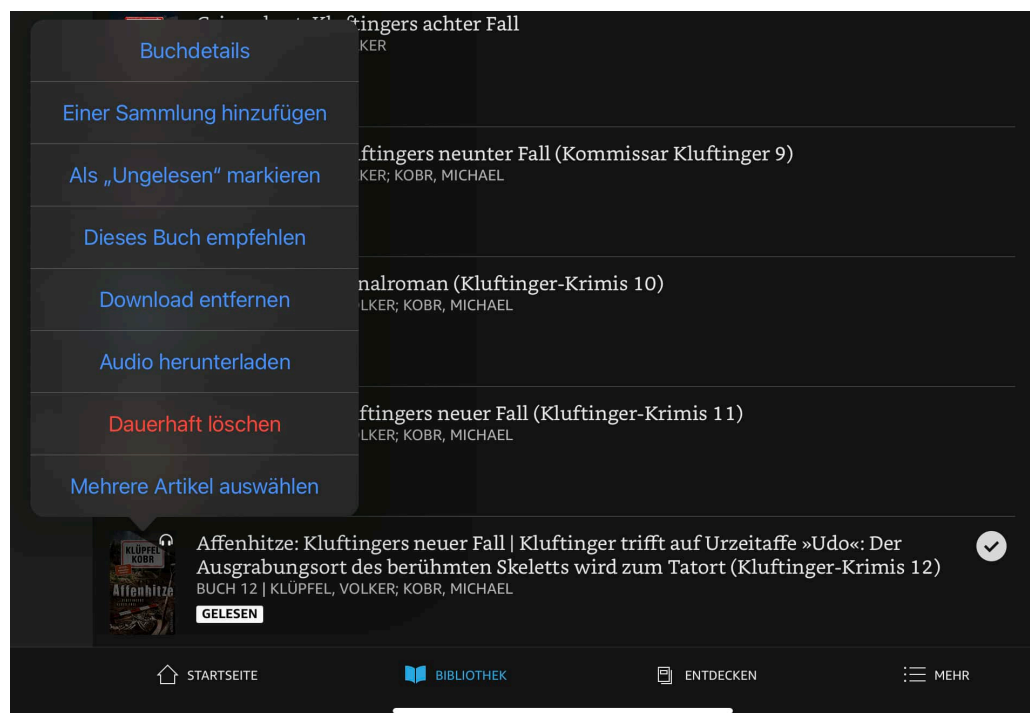 tingers achter Fall
KER
Buchdetails
Einer Sammlung hinzufügen
ftingers neunter Fall (Kommissar Kluftinger 9)
KER; KOBR, MICHAEL
Als „Ungelesen“ markieren
Dieses Buch empfehlen
nalroman (Kluftinger-Krimis 10)
LKER; KOBR, MICHAEL
Download entfernen
Audio herunterladen
ftingers neuer Fall (Kluftinger-Krimis 11)
LKER; KOBR, MICHAEL
Dauerhaft löschen
Mehrere Artikel auswählen
KLÜPFEL
KOBR
Affenhitze
Affenhitze: Kluftingers neuer Fall | Kluftinger trifft auf Urzeitaffe »Udo«: Der
Ausgrabungsort des berühmten Skeletts wird zum Tatort (Kluftinger-Krimis 12)
BUCH 12 | KLÜPFEL, VOLKER; KOBR, MICHAEL
GELESEN
STARTSEITE
BIBLIOTHEK
ENTDECKEN
MEHR